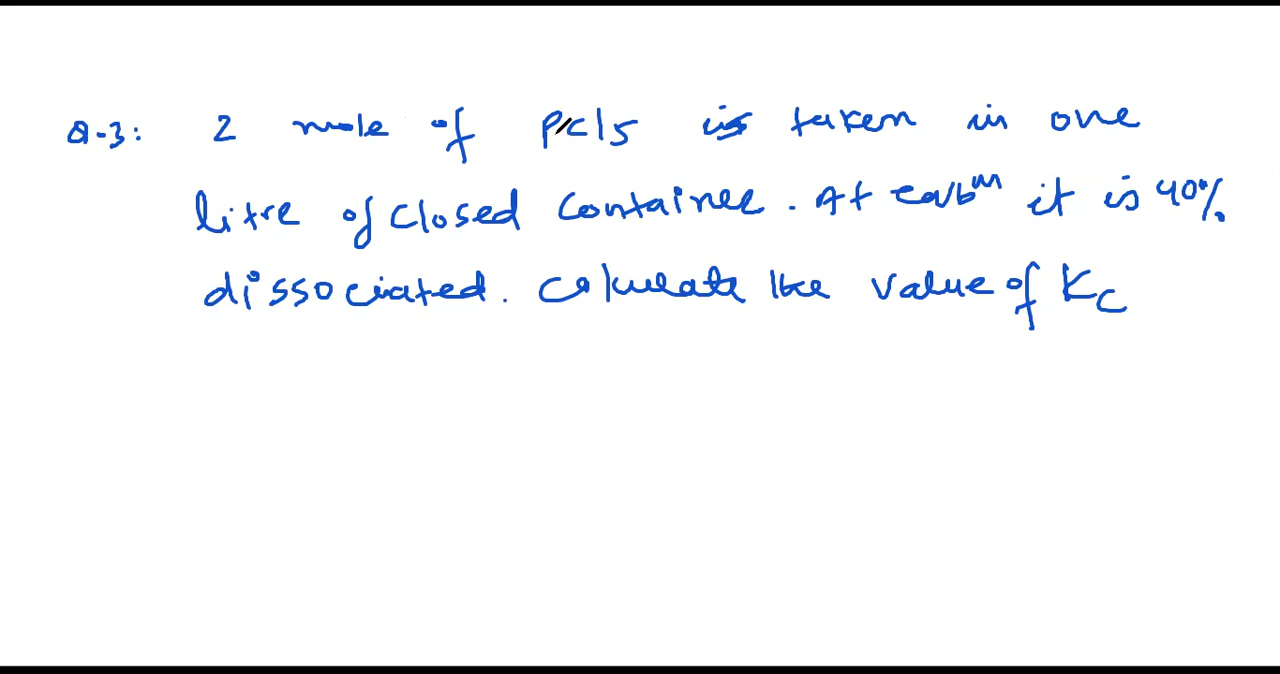 Q-3: 2 mole of PCl5 is taken in one
litre of closed container. At eqbm it is 40%
dissociated. Calculate the value of Kc